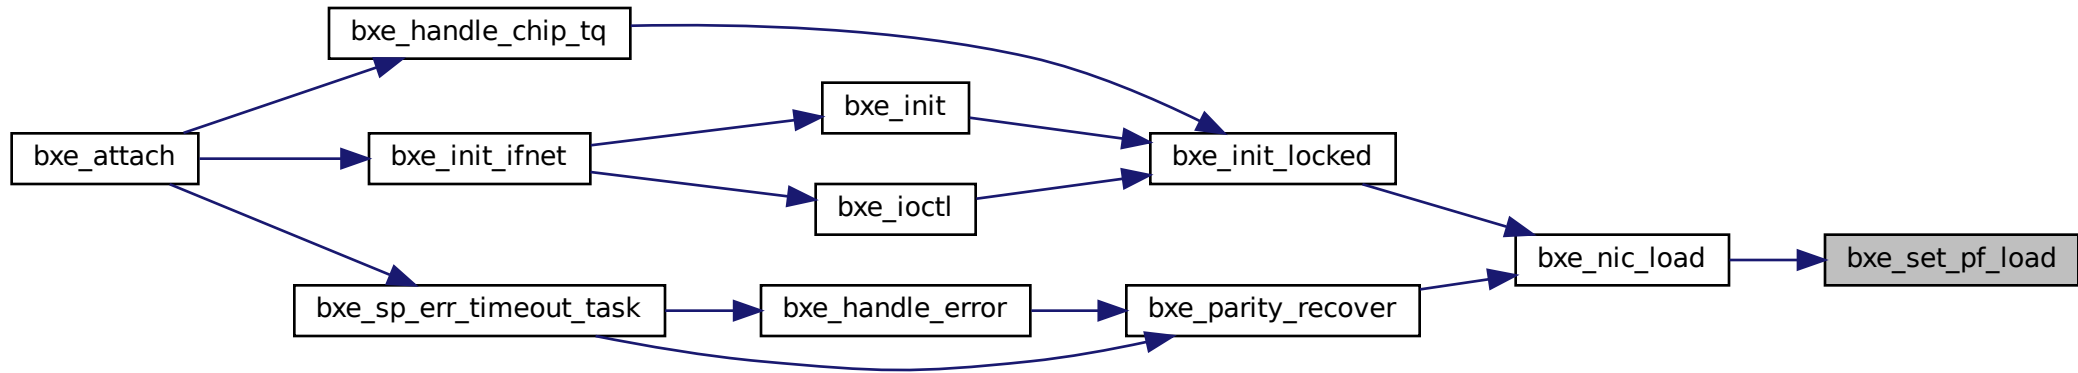 bxe_handle_chip_tq
bxe_init
bxe_attach
bxe_init_ifnet
bxe_init_locked
bxe_ioctl
bxe_nic_load
bxe_set_pf_load
bxe_sp_err_timeout_task
bxe_handle_error
bxe_parity_recover